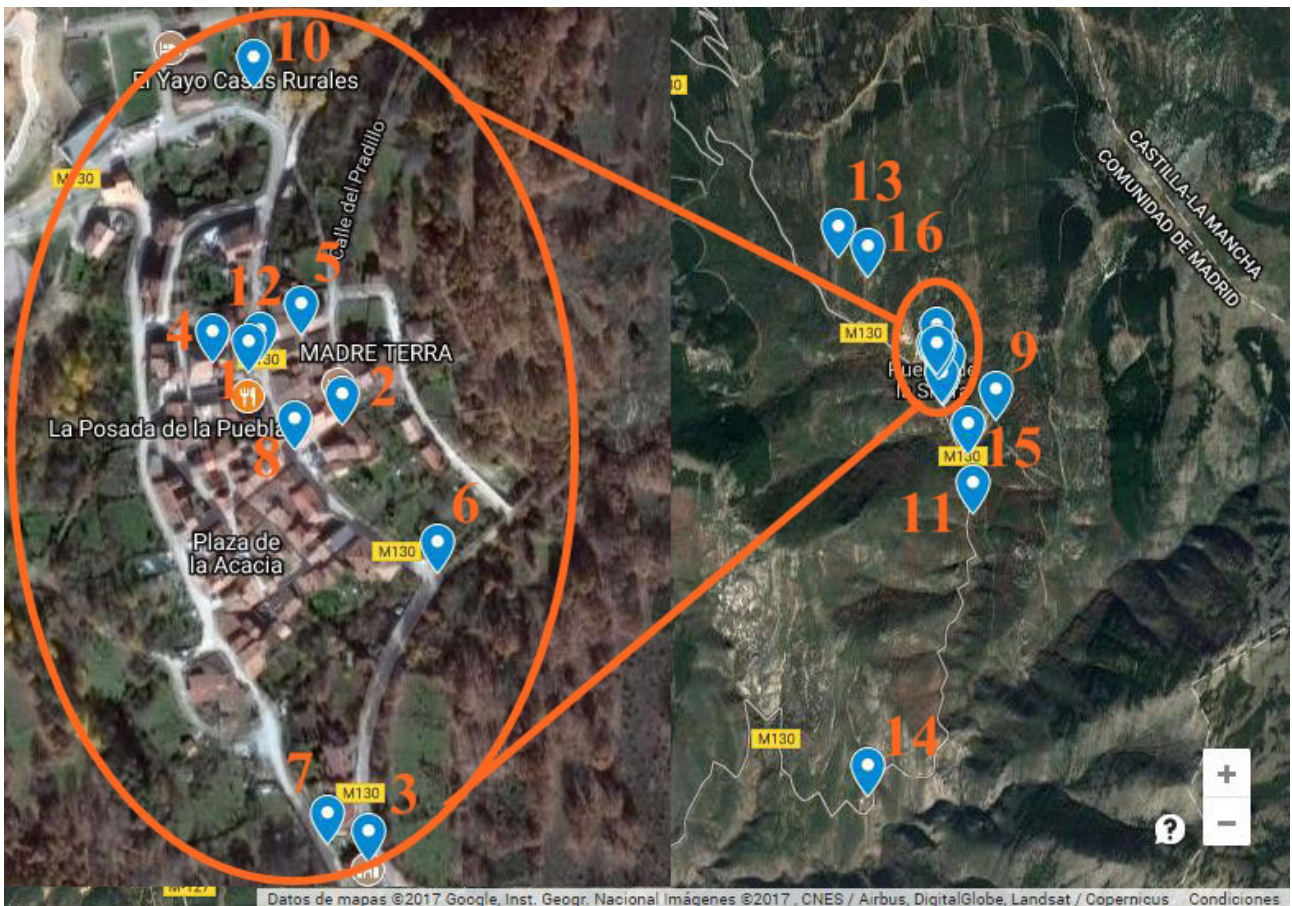 10
El Yayo Casas Rurales
Calle del Pradillo
M130
12
5
4
MADRE TERRA
1
2
La Posada de la Puebla
8
6
Plaza de
la Acacia
M130
7
M130
3
M-127
CASTILLA-LA MANCHA
COMUNIDAD DE MADRID
13
16
M130
9
la
15
M130
11
M130
14
+
−
?
Datos de mapas ©2017 Google, Inst. Geogr. Nacional Imágenes ©2017 , CNES / Airbus, DigitalGlobe, Landsat / Copernicus Condiciones